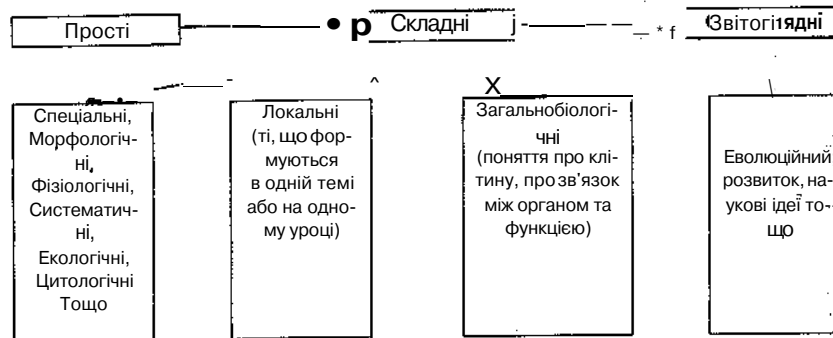 Прості
• р Складні j - — — — * f Звітогіıядні
^
X
Спеціальні,
Морфологіч-
ні,
Фізіологічні,
Систематич-
ні,
Екологічні,
Цитологічні
Тощо
Локальні
(ті, що фор-
муються
в одній темі
або на одно-
му уроці)
Загальнобіологі-
чні
(поняття про клі-
тину, про зв'язок
між органом та
функцією)
Еволюційний
розвиток, на-
укові ідеї то-
що